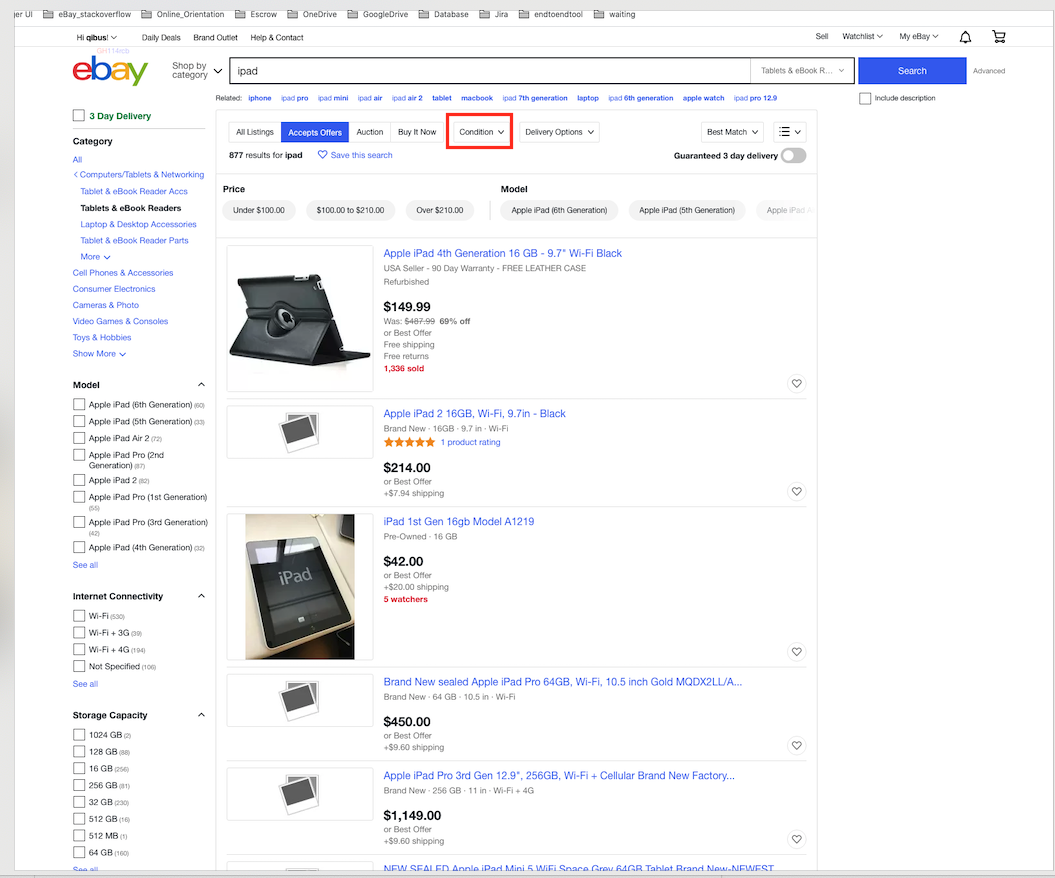 ger UI eBay_stackoverflow Online_Orientation Escrow OneDrive GoogleDrive Database Jira endtoendtool waiting
Hi qibus! Daily Deals Brand Outlet Help & Contact Sell Watchlist My eBay
ebay
Shop by
category
ipad
Tablets & eBook R...
Search
Advanced
Related: iphone ipad pro ipad mini ipad air ipad air 2 tablet macbook ipad 7th generation laptop ipad 6th generation apple watch ipad pro 12.9
Include description
3 Day Delivery
Category
All
Computers/Tablets & Networking
Tablet & eBook Reader Accs
Tablets & eBook Readers
Laptop & Desktop Accessories
Tablet & eBook Reader Parts
More
Cell Phones & Accessories
Consumer Electronics
Cameras & Photo
Video Games & Consoles
Toys & Hobbies
Show More
Model
Apple iPad (6th Generation) (60)
Apple iPad (5th Generation) (33)
Apple iPad Air 2 (72)
Apple iPad Pro (2nd
Generation) (87)
Apple iPad 2 (82)
Apple iPad Pro (1st Generation)
(55)
Apple iPad Pro (3rd Generation)
(42)
Apple iPad (4th Generation) (32)
See all
Internet Connectivity
Wi-Fi (530)
Wi-Fi + 3G (39)
Wi-Fi + 4G (194)
Not Specified (106)
See all
Storage Capacity
1024 GB (2)
128 GB (88)
16 GB (256)
256 GB (81)
32 GB (230)
512 GB (16)
512 MB (1)
64 GB (160)
See all
All Listings Accepts Offers Auction Buy It Now Condition Delivery Options Best Match
877 results for ipad Save this search Guaranteed 3 day delivery
Price
Under $100.00 $100.00 to $210.00 Over $210.00
Model
Apple iPad (6th Generation) Apple iPad (5th Generation) Apple iPad A
Apple iPad 4th Generation 16 GB - 9.7" Wi-Fi Black
USA Seller - 90 Day Warranty - FREE LEATHER CASE
Refurbished
$149.99
Was: $487.99 69% off
or Best Offer
Free shipping
Free returns
1,336 sold
Apple iPad 2 16GB, Wi-Fi, 9.7in - Black
Brand New · 16GB · 9.7 in · Wi-Fi
1 product rating
$214.00
or Best Offer
+$7.94 shipping
iPad 1st Gen 16gb Model A1219
Pre-Owned · 16 GB
$42.00
or Best Offer
+$20.00 shipping
5 watchers
iPad
Brand New sealed Apple iPad Pro 64GB, Wi-Fi, 10.5 inch Gold MQDX2LL/A...
Brand New · 64 GB · 10.5 in · Wi-Fi
$450.00
or Best Offer
+$9.60 shipping
Apple iPad Pro 3rd Gen 12.9", 256GB, Wi-Fi + Cellular Brand New Factory...
Brand New · 256 GB · 11 in · Wi-Fi + 4G
$1,149.00
or Best Offer
+$9.60 shipping
NEW SEALED Apple iPad Mini 5 WiFi Space Grey 64GB Tablet Brand New-NEWEST